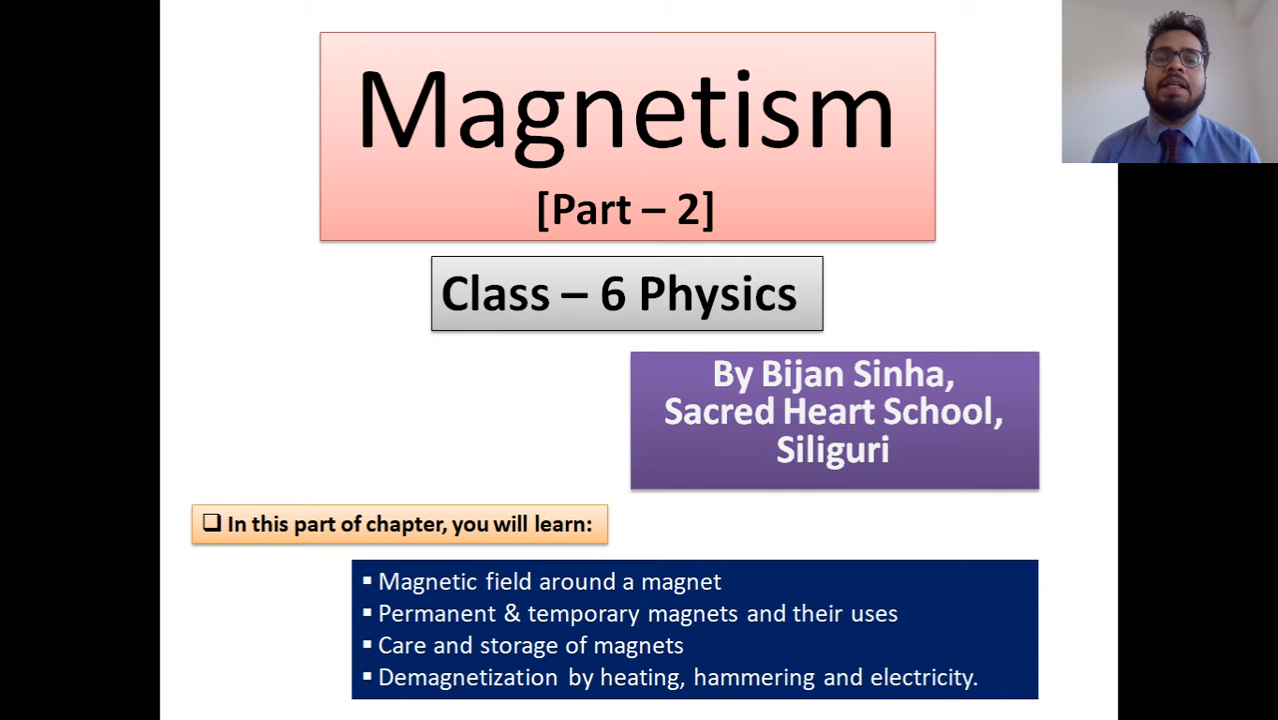 Magnetism
[Part – 2]
Class – 6 Physics
By Bijan Sinha,
Sacred Heart School,
Siliguri
❑ In this part of chapter, you will learn:
▪ Magnetic field around a magnet
▪ Permanent & temporary magnets and their uses
▪ Care and storage of magnets
▪ Demagnetization by heating, hammering and electricity.